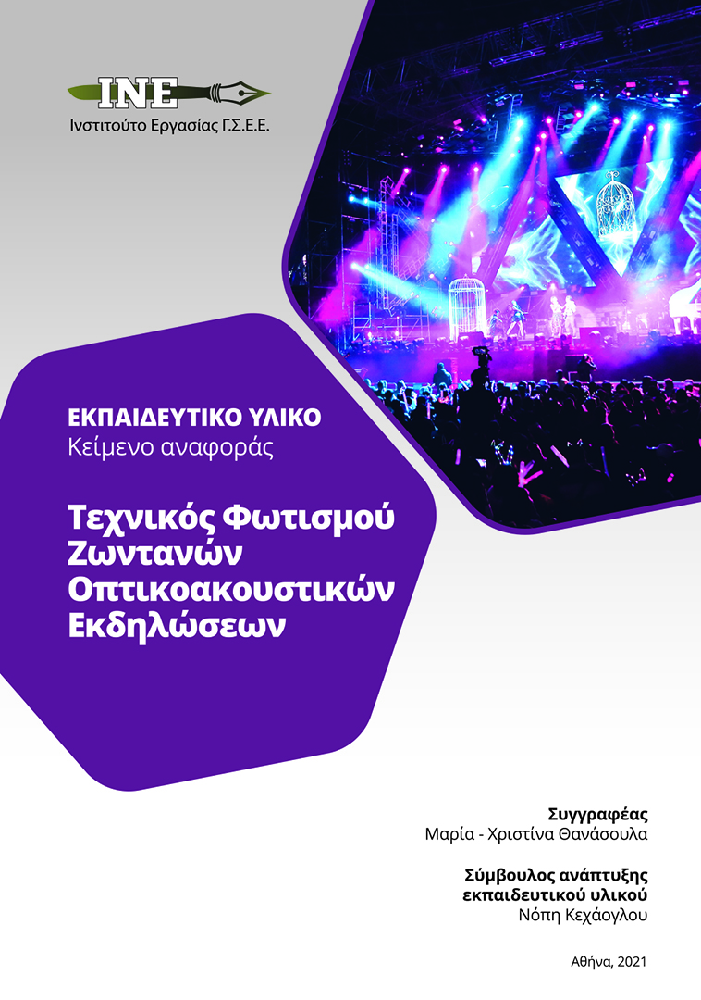 ΙΝΕ
Ινστιτούτο Εργασίας Γ.Σ.Ε.Ε.
ΕΚΠΑΙΔΕΥΤΙΚΟ ΥΛΙΚΟ
Κείμενο αναφοράς
Τεχνικός Φωτισμού
Ζωντανών
Οπτικοακουστικών
Εκδηλώσεων
Συγγραφέας
Μαρία - Χριστίνα Θανάσουλα
Σύμβουλος ανάπτυξης
εκπαιδευτικού υλικού
Νόπη Κεχάογλου
Αθήνα, 2021